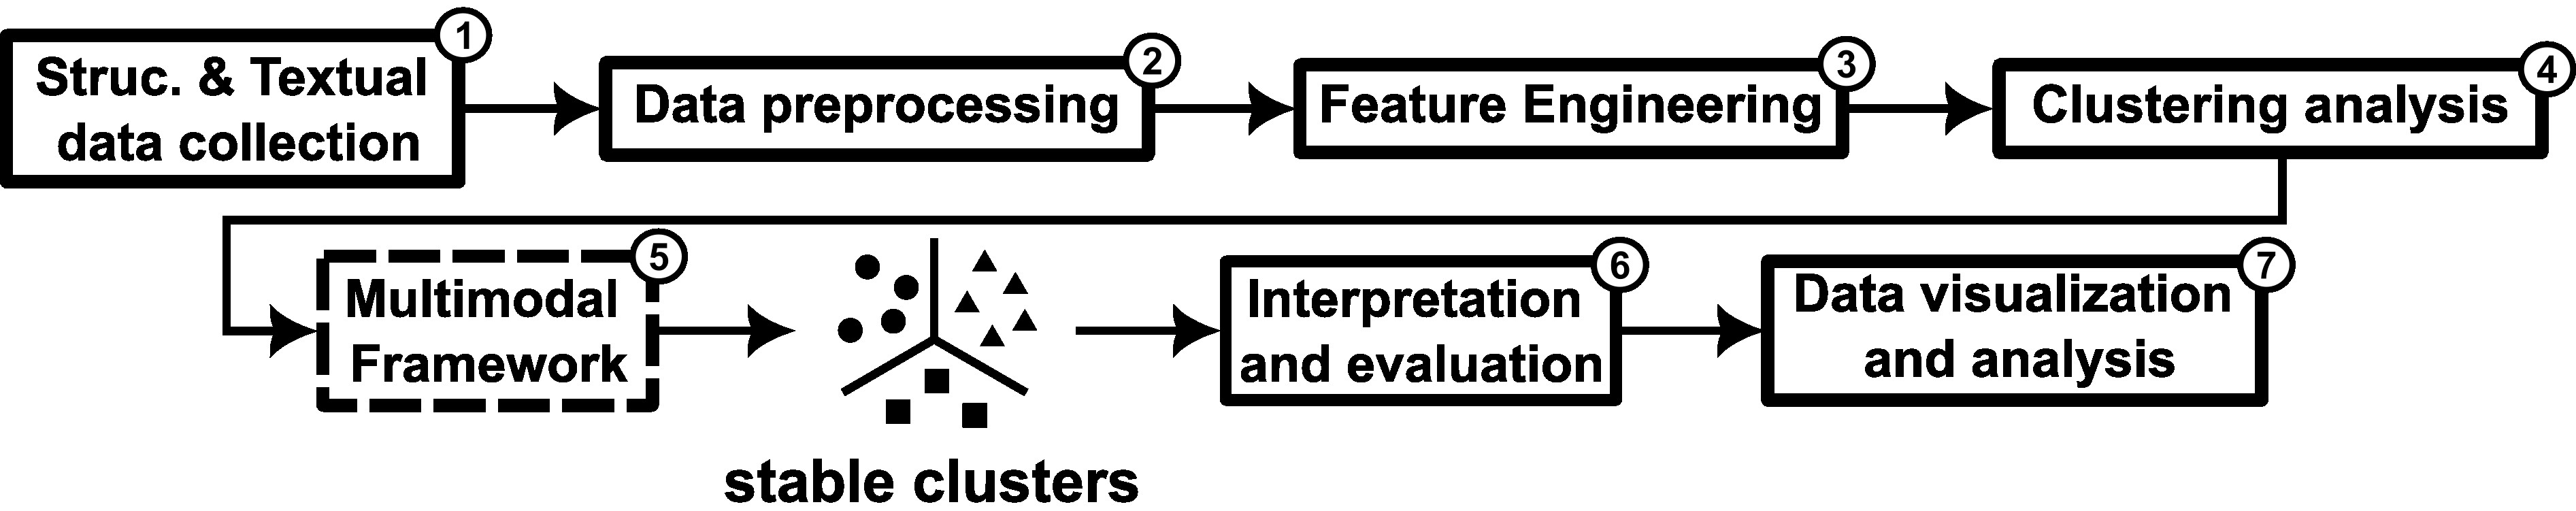 1
Struc. & Textual
data collection
2
Data preprocessing
3
Feature Engineering
4
Clustering analysis
5
Multimodal
Framework
stable clusters
6
Interpretation
and evaluation
7
Data visualization
and analysis